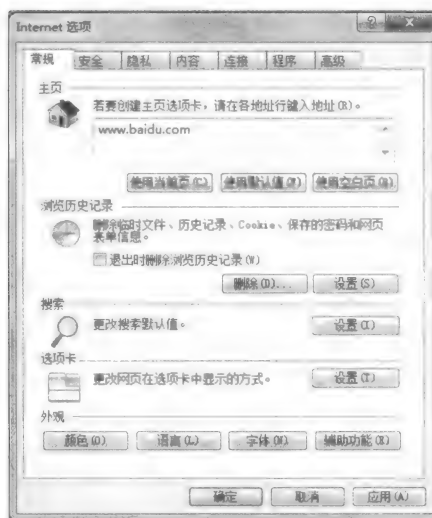 Internet 选项
常规 安全 隐私 内容 连接 程序 高级
主页
若要创建主页选项卡，请在各地址行键入地址(R)。
www.baidu.com
使用当前页(C) 使用默认值(F) 使用空白页(B)
浏览历史记录
删除临时文件、历史记录、Cookie、保存的密码和网页
表单信息。
退出时删除浏览历史记录(W)
删除(D)... 设置(S)
搜索
更改搜索默认值。 设置(I)
选项卡
更改网页在选项卡中显示的方式。 设置(T)
外观
颜色(O) 语言(L) 字体(N) 辅助功能(E)
确定 取消 应用(A)